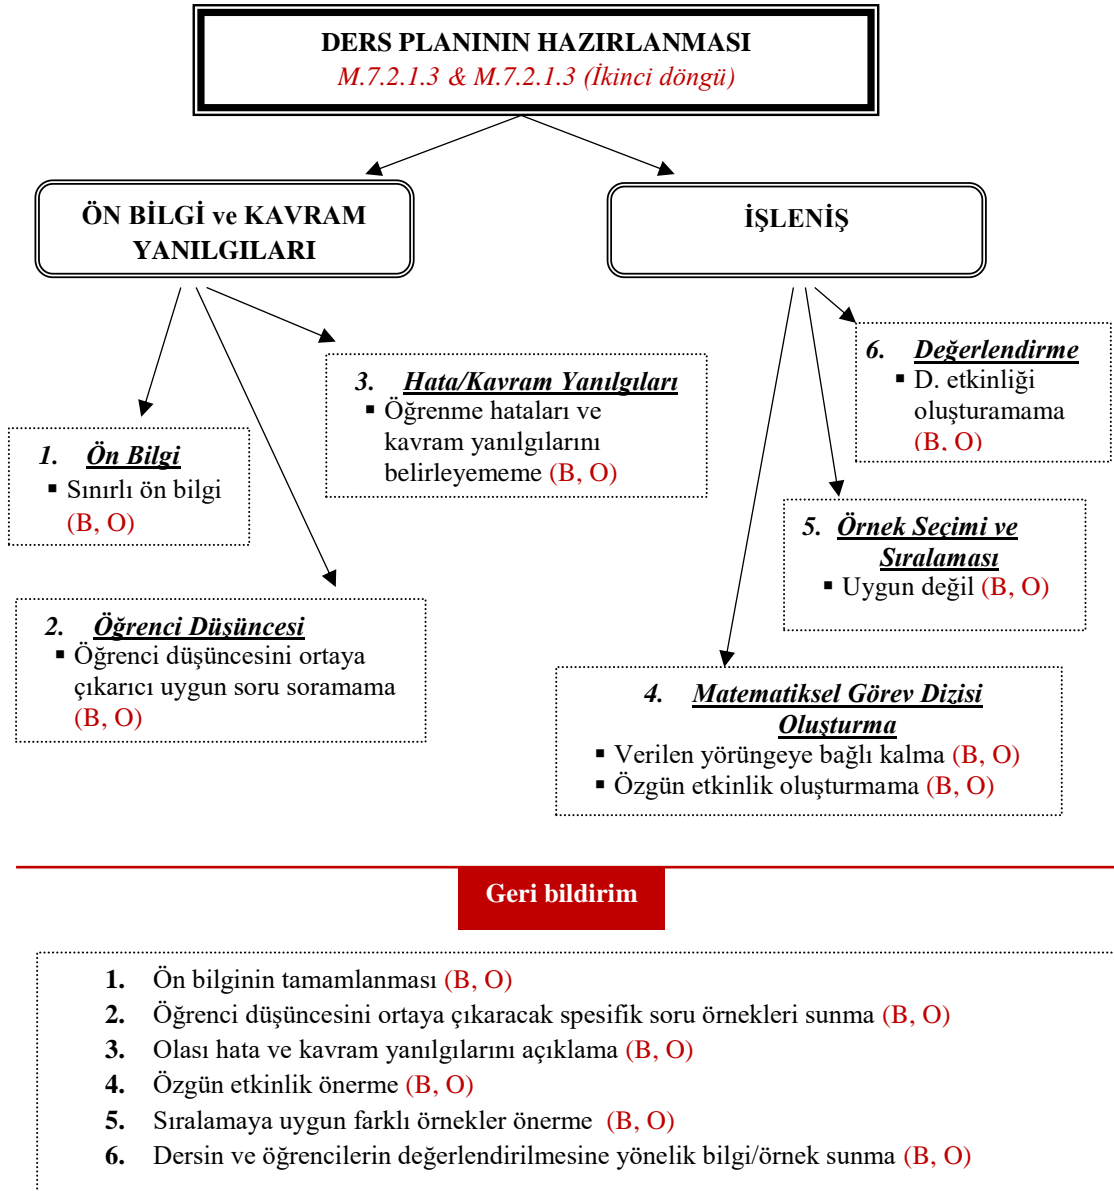 DERS PLANININ HAZIRLANMASI
M.7.2.1.3 & M.7.2.1.3 (İkinci döngü)
ÖN BİLGİ ve KAVRAM
YANILGILARI
İŞLENİŞ
1. Ön Bilgi
▪ Sınırlı ön bilgi
(B, O)
2. Öğrenci Düşüncesi
▪ Öğrenci düşüncesini ortaya
çıkarıcı uygun soru soramama
(B, O)
3. Hata/Kavram Yanılgıları
▪ Öğrenme hataları ve
kavram yanılgılarını
belirleyememe (B, O)
4. Matematiksel Görev Dizisi
Oluşturma
▪ Verilen yörüngeye bağlı kalma (B, O)
▪ Özgün etkinlik oluşturmama (B, O)
5. Örnek Seçimi ve
Sıralaması
▪ Uygun değil (B, O)
6. Değerlendirme
▪ D. etkinliği
oluşturamama
(B, O)
Geri bildirim
1. Ön bilginin tamamlanması (B, O)
2. Öğrenci düşüncesini ortaya çıkaracak spesifik soru örnekleri sunma (B, O)
3. Olası hata ve kavram yanılgılarını açıklama (B, O)
4. Özgün etkinlik önerme (B, O)
5. Sıralamaya uygun farklı örnekler önerme (B, O)
6. Dersin ve öğrencilerin değerlendirilmesine yönelik bilgi/örnek sunma (B, O)